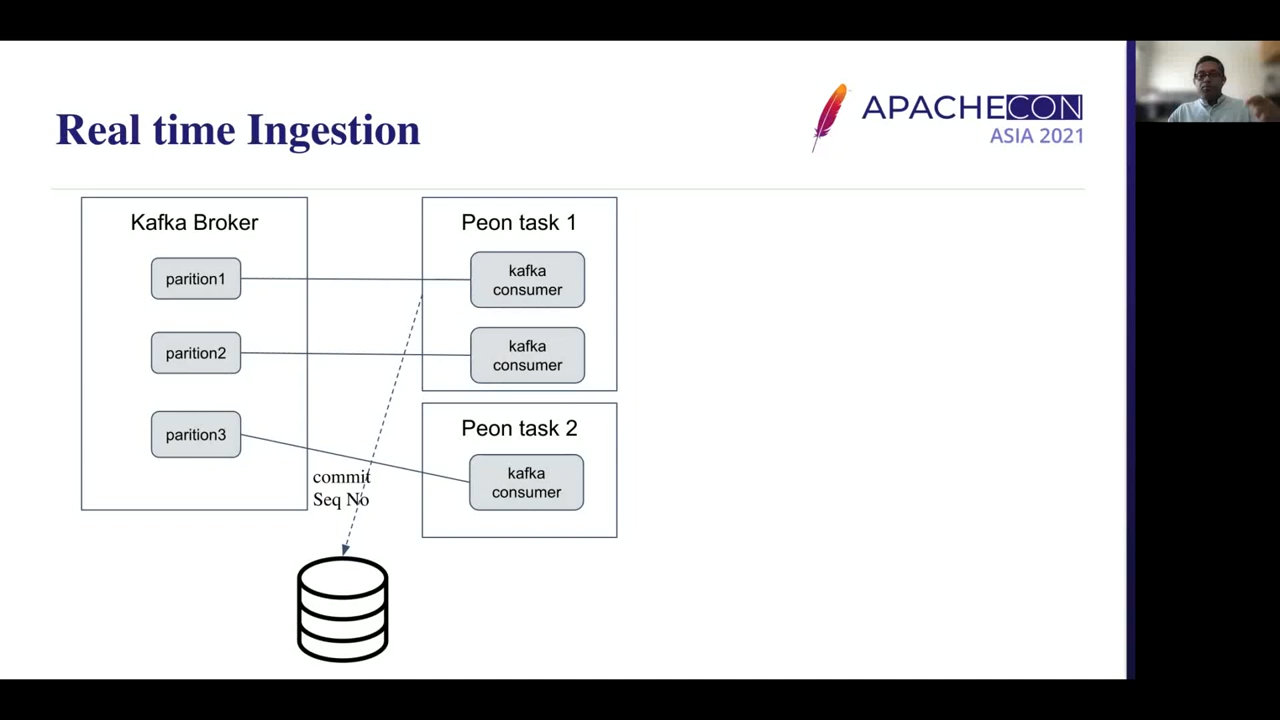 Real time Ingestion
APACHECON
ASIA 2021
Kafka Broker
parition1
parition2
parition3
Peon task 1
kafka
consumer
kafka
consumer
Peon task 2
kafka
consumer
commit
Seq No